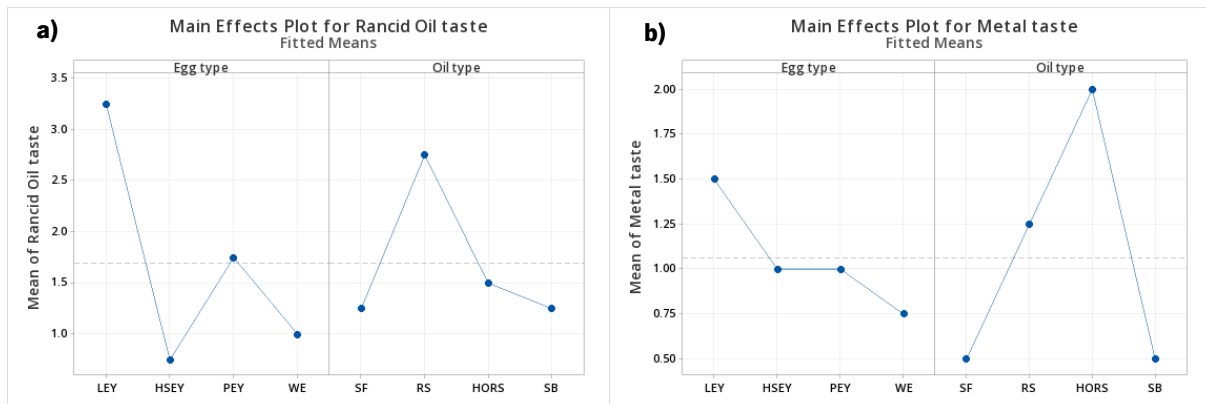 a)
Main Effects Plot for Rancid Oil taste
Fitted Means
Egg type
Oil type
Mean of Rancid Oil taste
3.5
3.0
2.5
2.0
1.5
1.0
LEY HSEY PEY WE SF RS HORS SB
b)
Main Effects Plot for Metal taste
Fitted Means
Egg type
Oil type
Mean of Metal taste
2.00
1.75
1.50
1.25
1.00
0.75
0.50
LEY HSEY PEY WE SF RS HORS SB